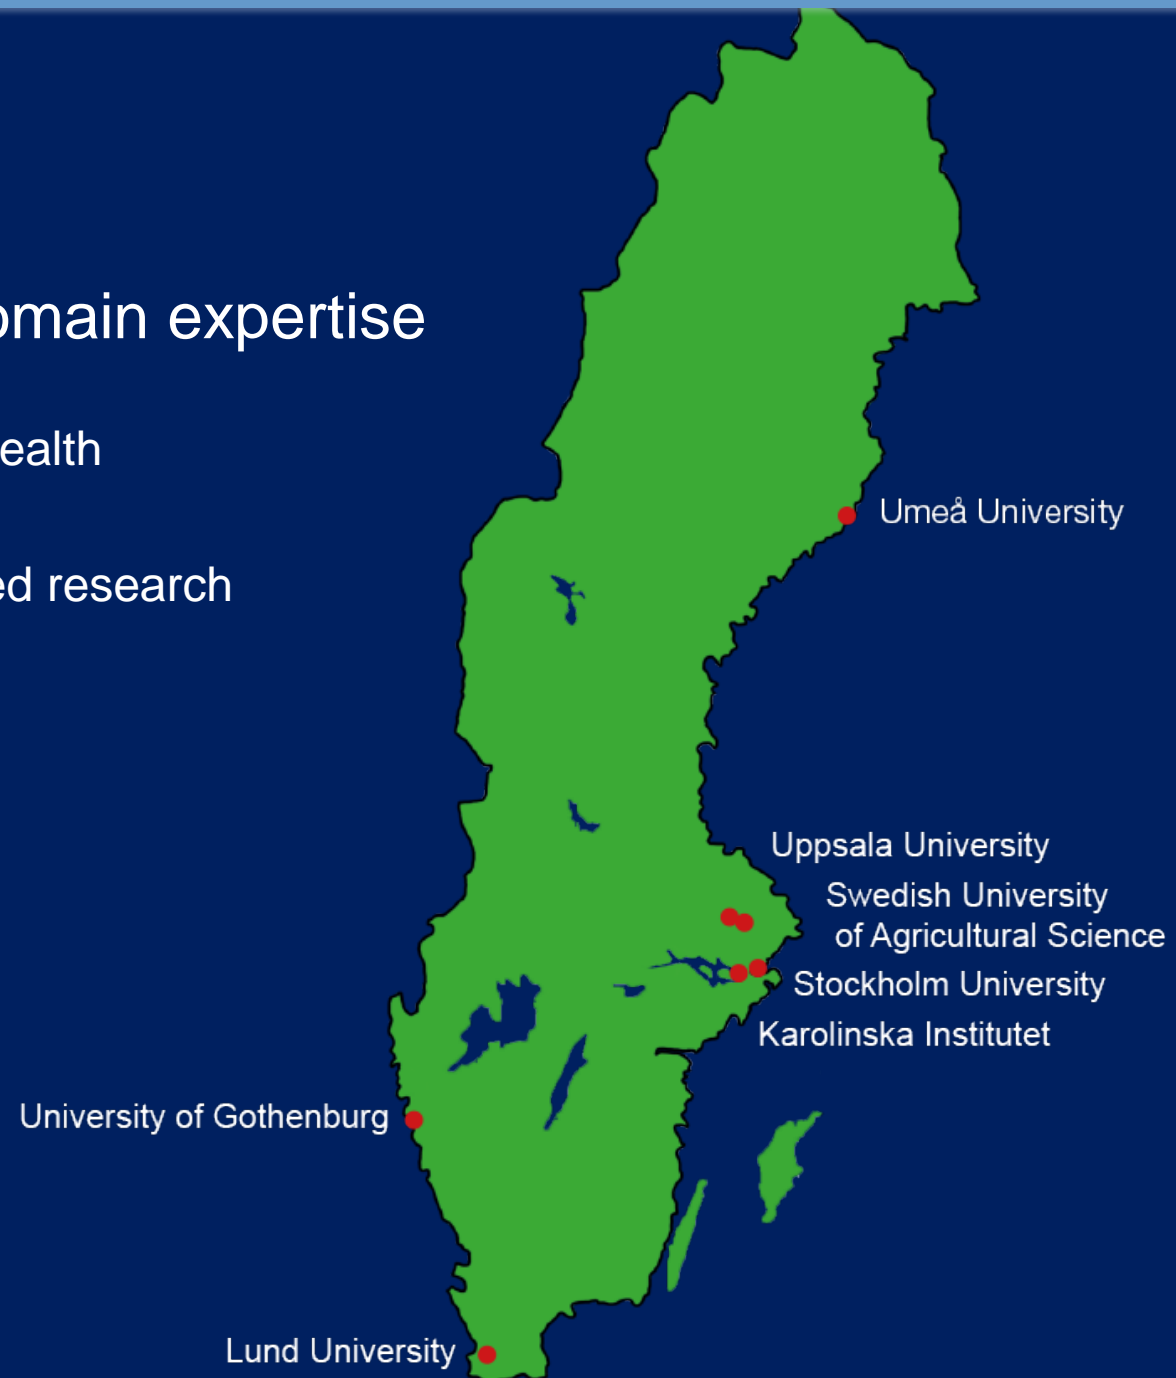 omain expertise
ealth
ed research
Umeå University
Uppsala University
Swedish University
of Agricultural Science
Stockholm University
Karolinska Institutet
University of Gothenburg
Lund University